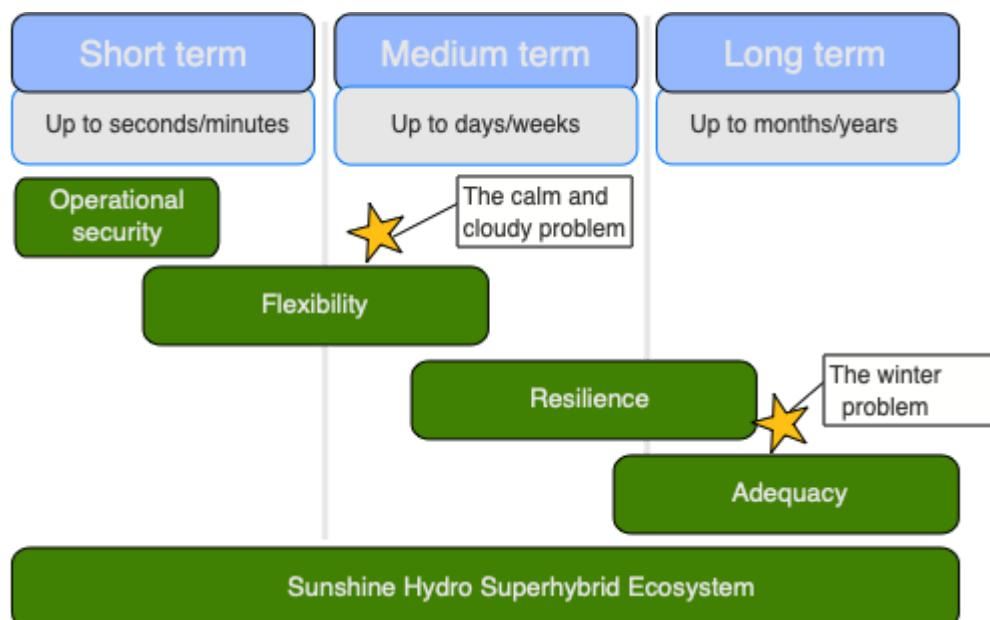 Short term
Medium term
Long term
Up to seconds/minutes
Up to days/weeks
Up to months/years
Operational
security
The calm and
cloudy problem
Flexibility
Resilience
The winter
problem
Adequacy
Sunshine Hydro Superhybrid Ecosystem